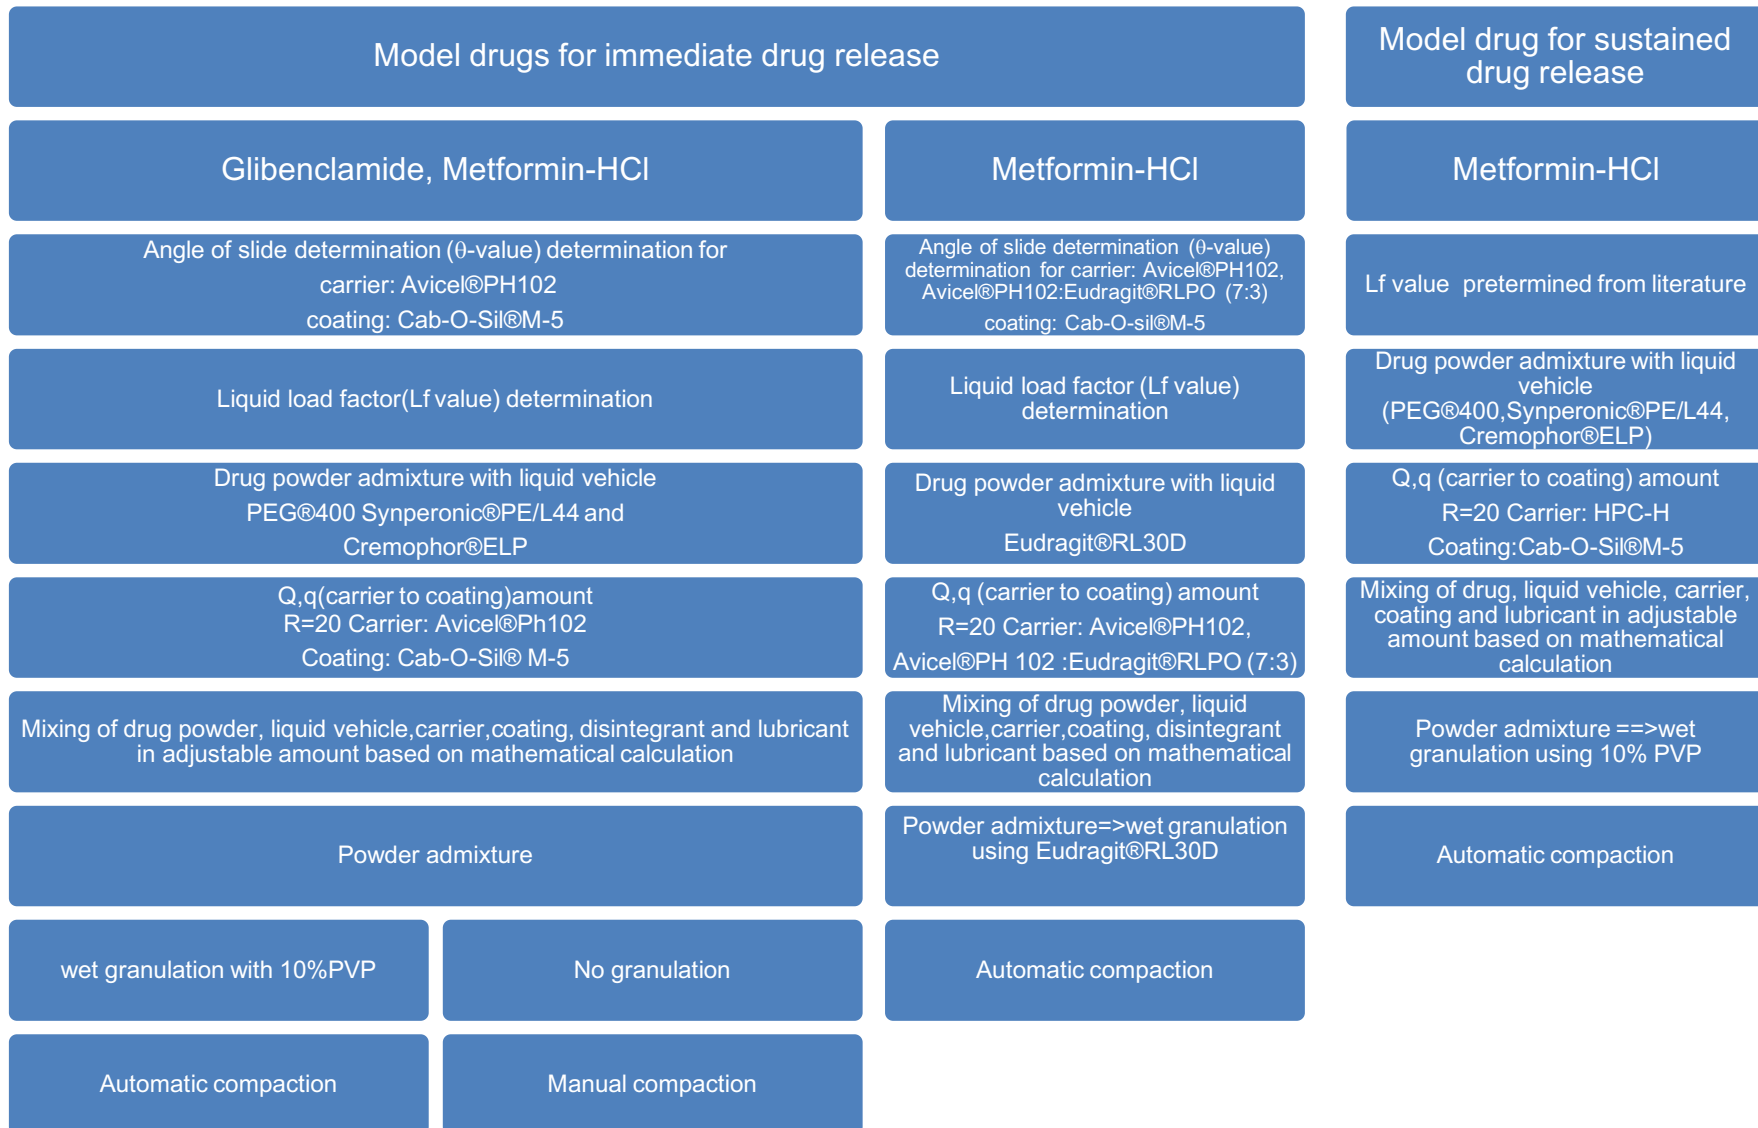 Model drugs for immediate drug release
Model drug for sustained
drug release
Glibenclamide, Metformin-HCl
Metformin-HCl
Metformin-HCl
Angle of slide determination (θ-value) determination for
carrier: Avicel®PH102
coating: Cab-O-Sil®M-5
Angle of slide determination (θ-value)
determination for carrier: Avicel®PH102,
Avicel®PH102:Eudragit®RLPO (7:3)
coating: Cab-O-sil®M-5
Lf value pretermined from literature
Liquid load factor(Lf value) determination
Liquid load factor (Lf value)
determination
Drug powder admixture with liquid
vehicle
(PEG®400,Synperonic®PE/L44,
Cremophor®ELP)
Drug powder admixture with liquid vehicle
PEG®400 Synperonic®PE/L44 and
Cremophor®ELP
Drug powder admixture with liquid
vehicle
Eudragit®RL30D
Q,q (carrier to coating) amount
R=20 Carrier: HPC-H
Coating:Cab-O-Sil®M-5
Q,q(carrier to coating)amount
R=20 Carrier: Avicel®Ph102
Coating: Cab-O-Sil® M-5
Q,q (carrier to coating) amount
R=20 Carrier: Avicel®PH102,
Avicel®PH 102 :Eudragit®RLPO (7:3)
Mixing of drug, liquid vehicle, carrier,
coating and lubricant in adjustable
amount based on mathematical
calculation
Mixing of drug powder, liquid vehicle,carrier,coating, disintegrant and lubricant
in adjustable amount based on mathematical calculation
Mixing of drug powder, liquid
vehicle,carrier,coating, disintegrant
and lubricant based on mathematical
calculation
Powder admixture ==>wet
granulation using 10% PVP
Powder admixture
Powder admixture=>wet granulation
using Eudragit®RL30D
Automatic compaction
wet granulation with 10%PVP
No granulation
Automatic compaction
Automatic compaction
Manual compaction